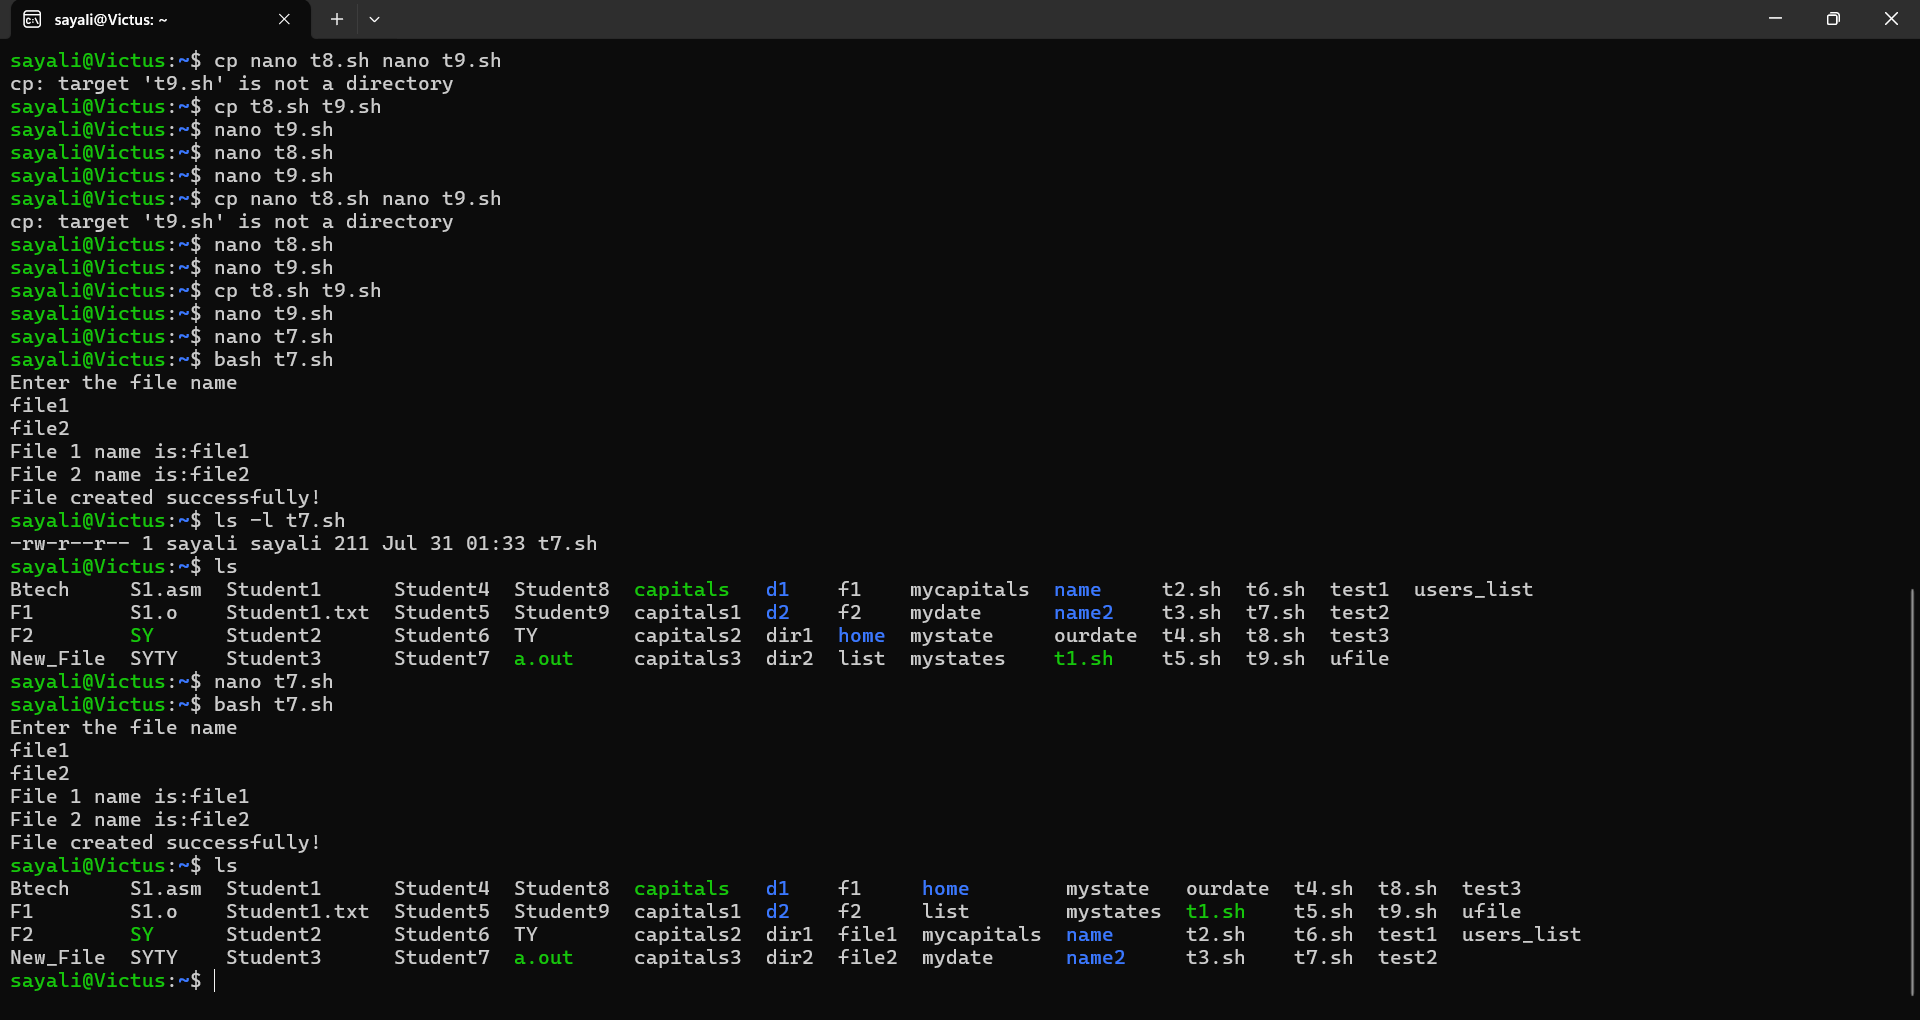 sayali@Victus: ~
sayali@Victus:~$ cp nano t8.sh nano t9.sh
cp: target 't9.sh' is not a directory
sayali@Victus:~$ cp t8.sh t9.sh
sayali@Victus:~$ nano t9.sh
sayali@Victus:~$ nano t8.sh
sayali@Victus:~$ nano t9.sh
sayali@Victus:~$ cp nano t8.sh nano t9.sh
cp: target 't9.sh' is not a directory
sayali@Victus:~$ nano t8.sh
sayali@Victus:~$ nano t9.sh
sayali@Victus:~$ cp t8.sh t9.sh
sayali@Victus:~$ nano t9.sh
sayali@Victus:~$ nano t7.sh
sayali@Victus:~$ bash t7.sh
Enter the file name
file1
file2
File 1 name is:file1
File 2 name is:file2
File created successfully!
sayali@Victus:~$ ls -l t7.sh
-rw-r--r-- 1 sayali sayali 211 Jul 31 01:33 t7.sh
sayali@Victus:~$ ls
Btech     S1.asm  Student1      Student4  Student8  capitals   d1    f1    mycapitals  name      t2.sh  t6.sh  test1  users_list
F1        S1.o    Student1.txt  Student5  Student9  capitals1  d2    f2    mydate      name2     t3.sh  t7.sh  test2
F2        SY      Student2      Student6  TY        capitals2  dir1  home  mystate     ourdate  t4.sh  t8.sh  test3
New_File  SYTY    Student3      Student7  a.out     capitals3  dir2  list  mystates    t1.sh    t5.sh  t9.sh  ufile
sayali@Victus:~$ nano t7.sh
sayali@Victus:~$ bash t7.sh
Enter the file name
file1
file2
File 1 name is:file1
File 2 name is:file2
File created successfully!
sayali@Victus:~$ ls
Btech     S1.asm  Student1      Student4  Student8  capitals   d1    f1     home        mystate   ourdate  t4.sh  t8.sh  test3
F1        S1.o    Student1.txt  Student5  Student9  capitals1  d2    f2     list        mystates  t1.sh    t5.sh  t9.sh  ufile
F2        SY      Student2      Student6  TY        capitals2  dir1  file1  mycapitals  name      t2.sh    t6.sh  test1  users_list
New_File  SYTY    Student3      Student7  a.out     capitals3  dir2  file2  mydate      name2     t3.sh    t7.sh  test2
sayali@Victus:~$